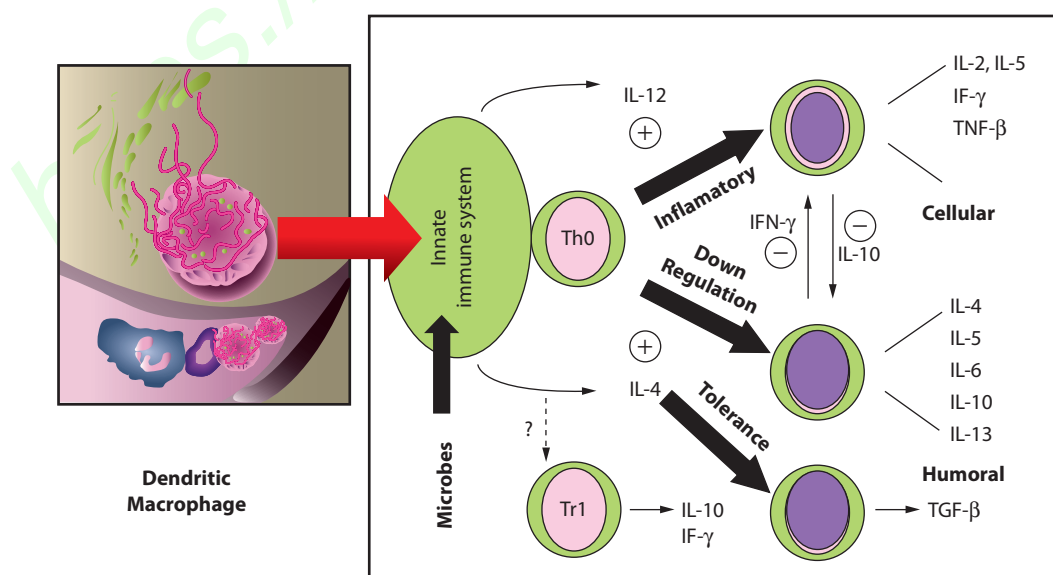 IL-12
+
IL-2, IL-5
IF-γ
TNF-β
Cellular
Innate
immune system
Th0
Inflamatory
IFN-γ
−
−
IL-10
Down
Regulation
+
IL-4
Tolerance
IL-4
IL-5
IL-6
IL-10
IL-13
Humoral
?
Microbes
Tr1
IL-10
IF-γ
TGF-β
Dendritic
Macrophage